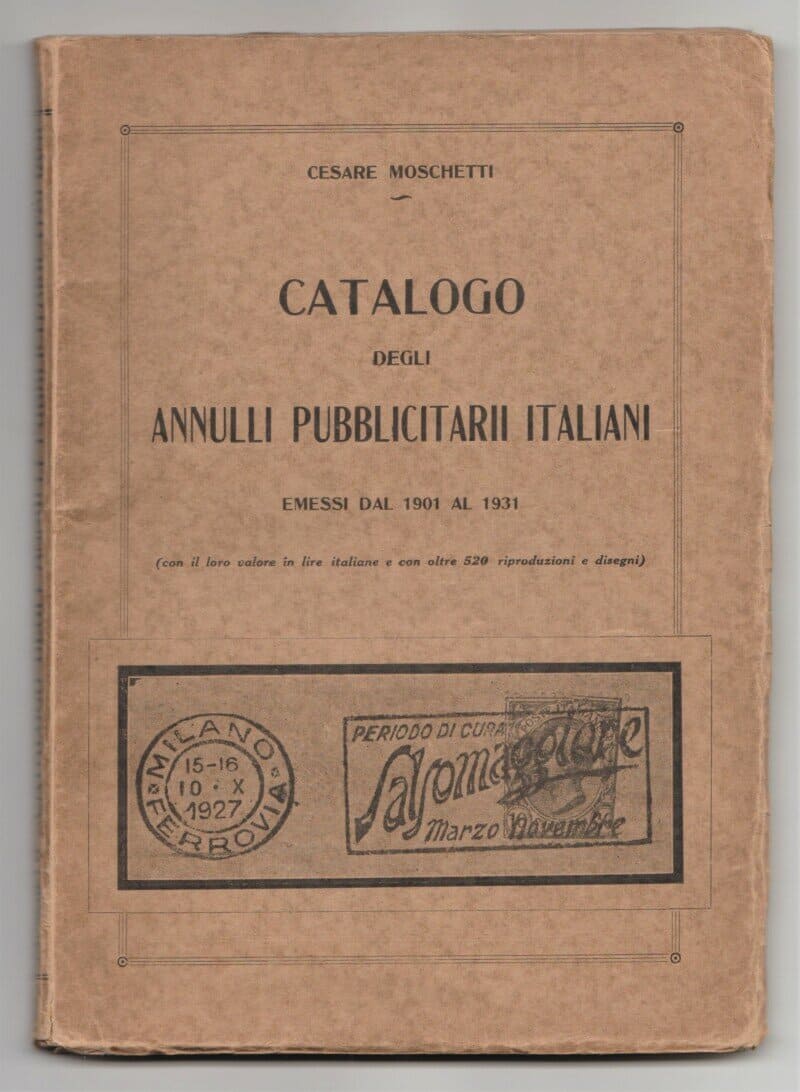 CESARE MOSCHETTI
CATALOGO
DEGLI
ANNULLI PUBBLICITARII ITALIANI
EMESSI DAL 1901 AL 1931
(con il loro valore in lire italiane e con oltre 520 riproduzioni e disegni)
MILANO
15-16
10 · X
1927
FERROVIA
PERIODO DI CURA
Salsomaggiore
Marzo Novembre